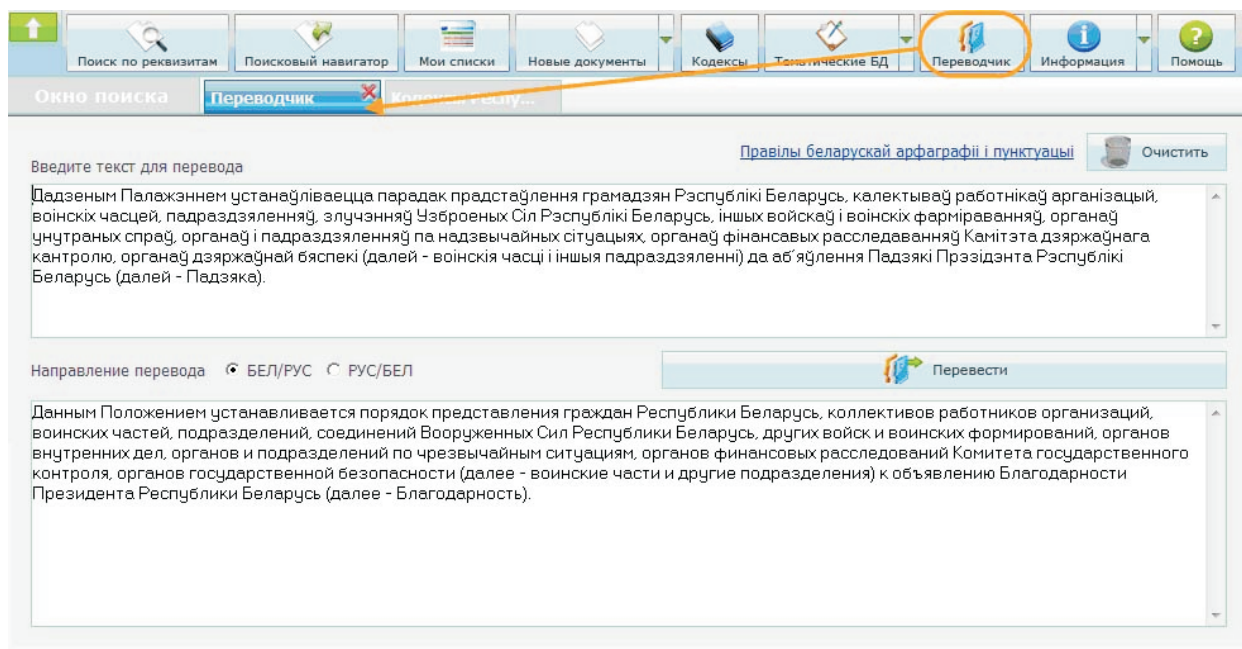 Поиск по реквизитам
Поисковый навигатор
Мои списки
Новые документы
Кодексы
Тематические БД
Переводчик
Информация
Помощь
Окно поиска
Переводчик
Кодексы Респу...
Введите текст для перевода
Правілы беларускай арфаграфіі і пунктуацыі
Очистить
Дадзеным Палажэннем устанаўліваецца парадак прадстаўлення грамадзян Рэспублікі Беларусь, калектываў работнікаў арганізацый,
воінскіх часцей, падраздзяленняў, злучэнняў Узброеных Сіл Рэспублікі Беларусь, іншых войскаў і воінскіх фарміраванняў, органаў
унутраных спраў, органаў і падраздзяленняў па надзвычайных сітуацыях, органаў фінансавых расследаванняў Камітэта дзяржаўнага
кантролю, органаў дзяржаўнай бяспекі (далей - воінскія часці і іншыя падраздзяленні) да аб´яўлення Падзякі Прэзідэнта Рэспублікі
Беларусь (далей - Падзяка).
Направление перевода БЕЛ/РУС РУС/БЕЛ
Перевести
Данным Положением устанавливается порядок представления граждан Республики Беларусь, коллективов работников организаций,
воинских частей, подразделений, соединений Вооруженных Сил Республики Беларусь, других войск и воинских формирований, органов
внутренних дел, органов и подразделений по чрезвычайным ситуациям, органов финансовых расследований Комитета государственного
контроля, органов государственной безопасности (далее - воинские части и другие подразделения) к объявлению Благодарности
Президента Республики Беларусь (далее - Благодарность).